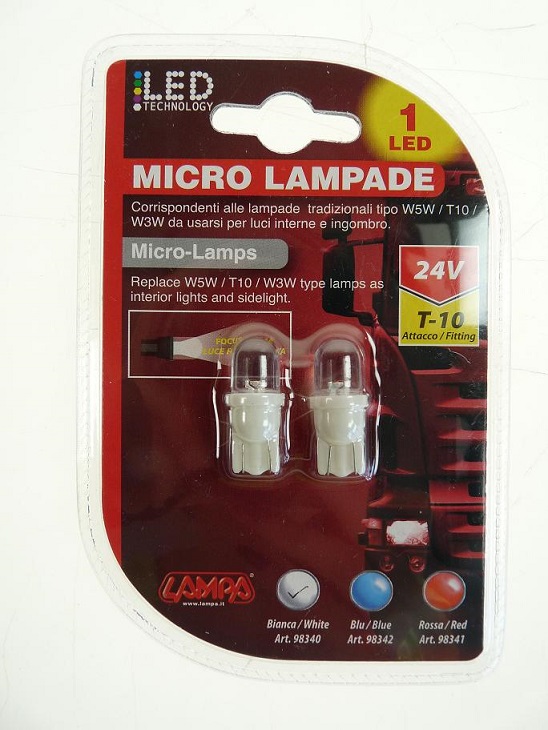 LED
TECHNOLOGY
1
LED
MICRO LAMPADE
Corrispondenti alle lampade tradizionali tipo W5W / T10 /
W3W da usarsi per luci interne e ingombro.
Micro-Lamps
Replace W5W / T10 / W3W type lamps as
interior lights and sidelight.
24V
T-10
Attacco / Fitting
LUCE
LAMPA®
www.lampa.it
Bianca / White
Art. 98340
Blu / Blue
Art. 98342
Rossa / Red
Art. 98341